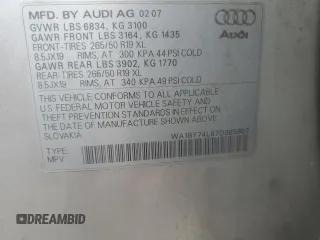 MFD. BY AUDI AG 02 07
GVWR LBS 6834, KG 3100
GAWR FRONT LBS 3164, KG 1435
FRONT-TIRES 265/50 R19 XL
8.5JX19 RIMS, AT 300 KPA 44 PSI COLD
GAWR REAR LBS 3902, KG 1770
REAR-TIRES 265/50 R19 XL
8.5JX19 RIMS, AT 340 KPA 49 PSI COLD
THIS VEHICLE CONFORMS TO ALL APPLICABLE
U.S. FEDERAL MOTOR VEHICLE SAFETY, BUMPER AND
THEFT PREVENTION STANDARDS IN EFFECT ON THE
DATE OF MANUFACTURE SHOWN ABOVE.
SLOVAKIA
TYPE:
MPV
Audi
DREAMBID
DREAMBID.COM